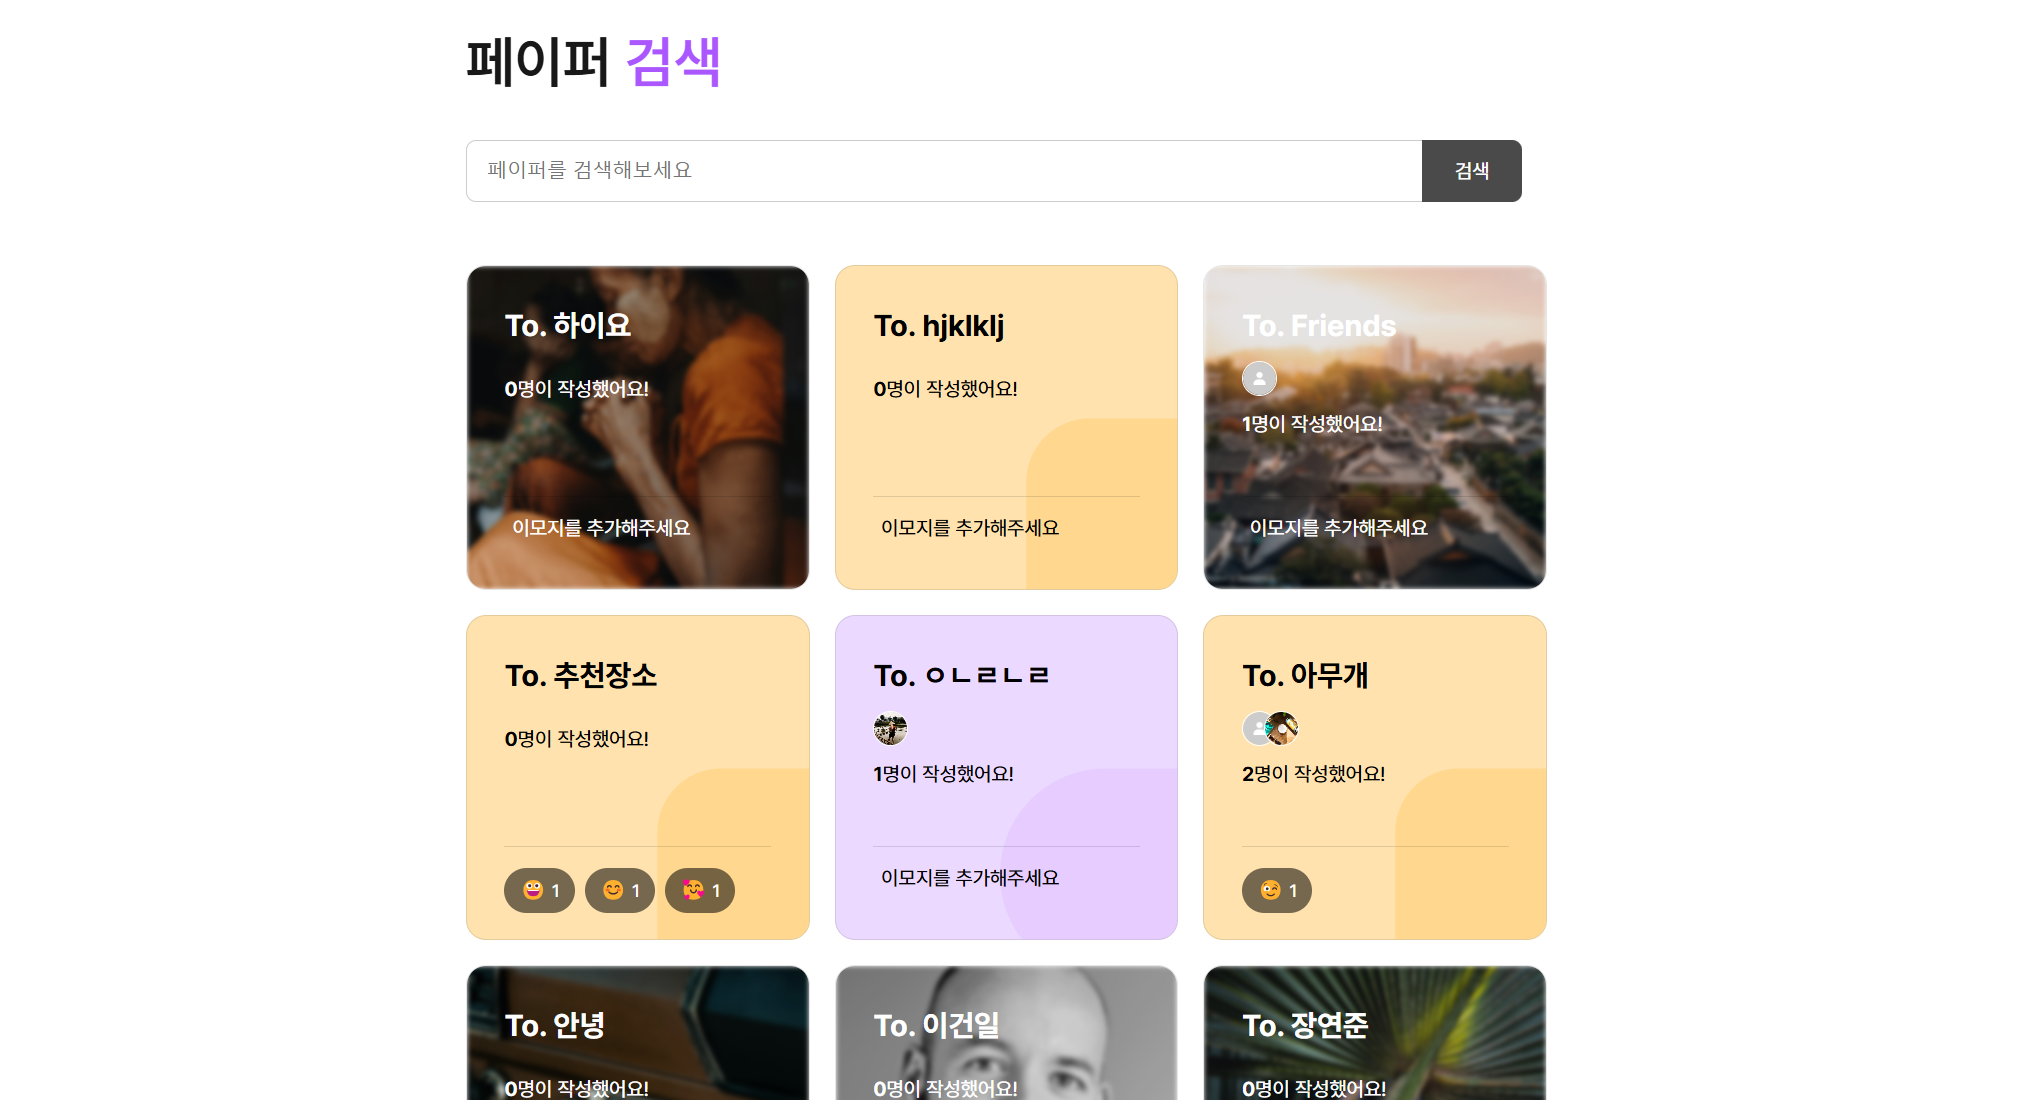 페이퍼 검색
페이퍼를 검색해보세요
검색
To. 하이요
0명이 작성했어요!
이모지를 추가해주세요
To. hjklklj
0명이 작성했어요!
이모지를 추가해주세요
To. Friends
1명이 작성했어요!
이모지를 추가해주세요
To. 추천장소
0명이 작성했어요!
😀 1 😊 1 🥰 1
To. ㅇㄴㄹㄴㄹ
1명이 작성했어요!
이모지를 추가해주세요
To. 아무개
2명이 작성했어요!
😉 1
To. 안녕
0명이 작성했어요!
To. 이건일
0명이 작성했어요!
To. 장연준
0명이 작성했어요!